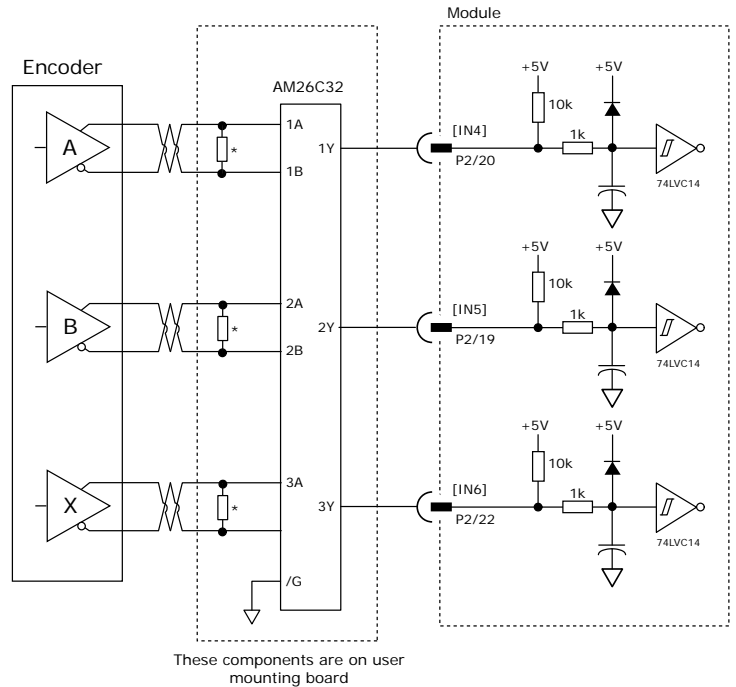 Module
Encoder
AM26C32
A
*
1A
1B
1Y
[IN4]
P2/20
+5V
10k
1k
+5V
74LVC14
B
*
2A
2B
2Y
[IN5]
P2/19
+5V
10k
1k
+5V
74LVC14
X
*
3A
3Y
[IN6]
P2/22
+5V
10k
1k
+5V
74LVC14
/G
These components are on user
mounting board